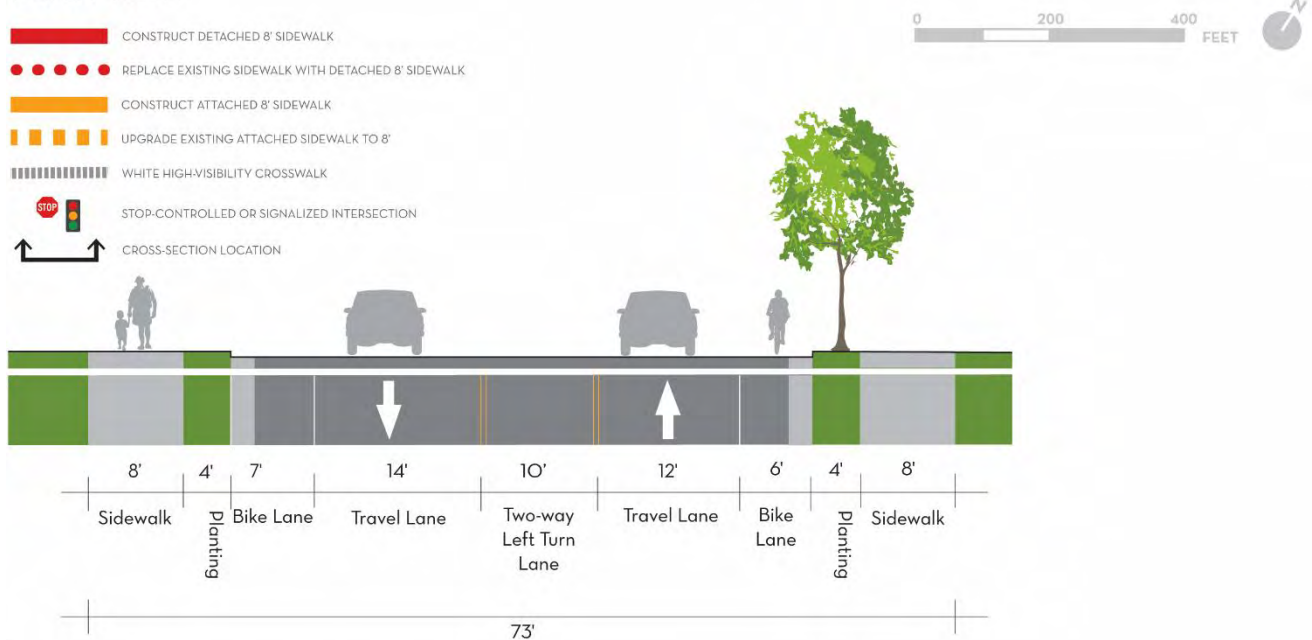 0 200 400
FEET
N
CONSTRUCT DETACHED 8' SIDEWALK
REPLACE EXISTING SIDEWALK WITH DETACHED 8' SIDEWALK
CONSTRUCT ATTACHED 8' SIDEWALK
UPGRADE EXISTING ATTACHED SIDEWALK TO 8'
WHITE HIGH-VISIBILITY CROSSWALK
STOP
STOP-CONTROLLED OR SIGNALIZED INTERSECTION
CROSS-SECTION LOCATION
8' 4' 7' 14' 10' 12' 6' 4' 8'
Sidewalk
Planting
Bike Lane
Travel Lane
Two-way
Left Turn
Lane
Travel Lane
Bike
Lane
Planting
Sidewalk
73'